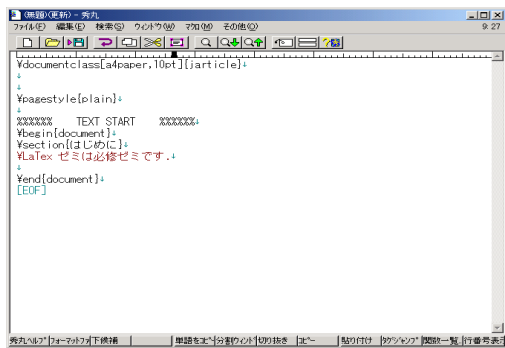 (無題)(更新) - 秀丸
ファイル(F) 編集(E) 検索(S) ウィンドウ(W) マクロ(M) その他(O) 9: 27
¥documentclass[a4paper,10pt][jarticle}↓
↓
↓
¥pagestyle{plain}↓
↓
%%%%%% TEXT START %%%%%%↓
¥begin{document}↓
¥section{はじめに}↓
¥LaTex ゼミは必修ゼミです.↓
↓
¥end{document}↓
[EOF]
秀丸ヘルプ フォーマットファ 下候補 単語をコピ 分割ウィンド 切り抜き コピー 貼り付け タグジャンプ 関数一覧. 行番号表示